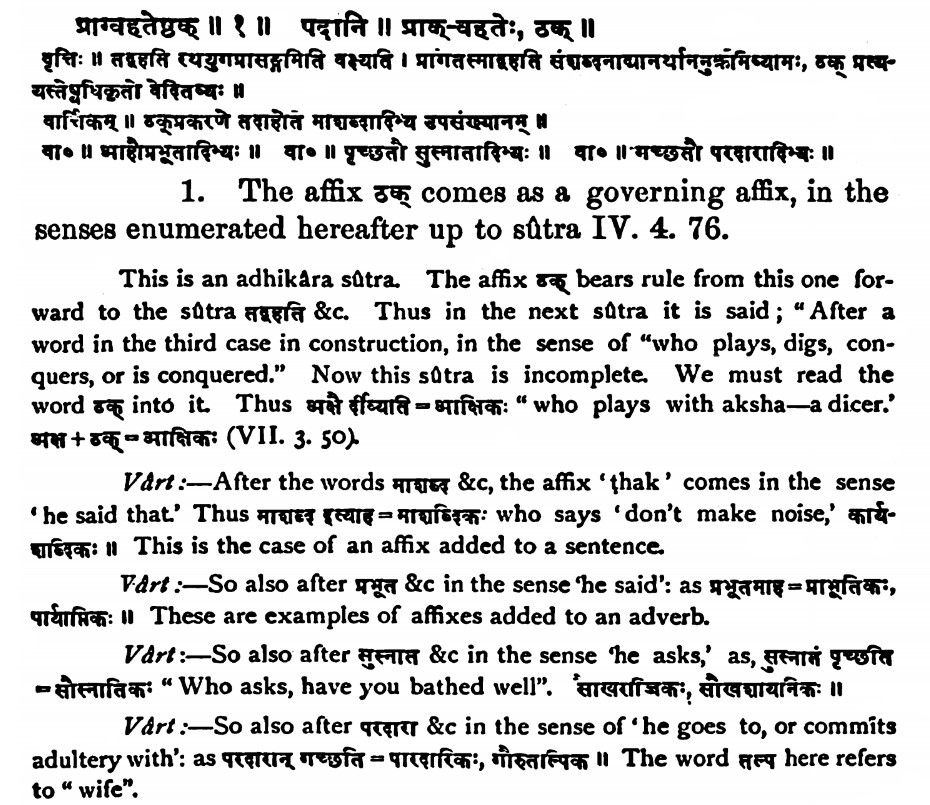 प्राग्वहतेष्ठक् ॥ १ ॥ पदानि ॥ प्राक्-वहतेः, ठक् ॥
वृत्तिः ॥ तद्वहति रथयुगप्रासङ्गमिति वक्ष्यति । प्रागेतस्माद्वहति संशब्दनाद्यानर्थाननुक्रमिष्यामः, ठक् प्रत्य-
यस्तेष्वधिकृतो वेदितव्यः ॥
वार्त्तिकम् ॥ ठक्प्रकरणे तदाहेति माशब्दादिभ्य उपसंख्यानम् ॥
वा० ॥ आहौप्रभूतादिभ्यः ॥ वा० ॥ पृच्छतौ सुस्नातादिभ्यः ॥ वा० ॥ गच्छतौ परदारादिभ्यः ॥
1. The affix ठक् comes as a governing affix, in the
senses enumerated hereafter up to sûtra IV. 4. 76.
This is an adhikâra sûtra. The affix ठक् bears rule from this one for-
ward to the sûtra तद्वहति &c. Thus in the next sûtra it is said ; "After a
word in the third case in construction, in the sense of "who plays, digs, con-
quers, or is conquered." Now this sûtra is incomplete. We must read the
word ठक् into it. Thus अक्षै र्दीव्यति = आक्षिकः "who plays with aksha—a dicer.'
अक्ष + ठक् = आक्षिकः (VII. 3. 50).
Vârt :—After the words माशब्द &c, the affix 'ṭhak' comes in the sense
'he said that.' Thus माशब्द इत्याह = माशब्दिकः who says 'don't make noise,' कार्य-
शब्दिकः ॥ This is the case of an affix added to a sentence.
Vârt :—So also after प्रभूत &c in the sense 'he said': as प्रभूतमाह = प्राभूतिकः,
पार्याप्तिकः ॥ These are examples of affixes added to an adverb.
Vârt :—So also after सुस्नात &c in the sense 'he asks,' as, सुस्नातं पृच्छति
= सौस्नातिकः "Who asks, have you bathed well". साखरात्रिकः, सौखशायनिकः ॥
Vârt :—So also after परदारा &c in the sense of 'he goes to, or commits
adultery with': as परदारान् गच्छति = पारदारिकः, गौरुतल्पिक ॥ The word तल्प here refers
to "wife".